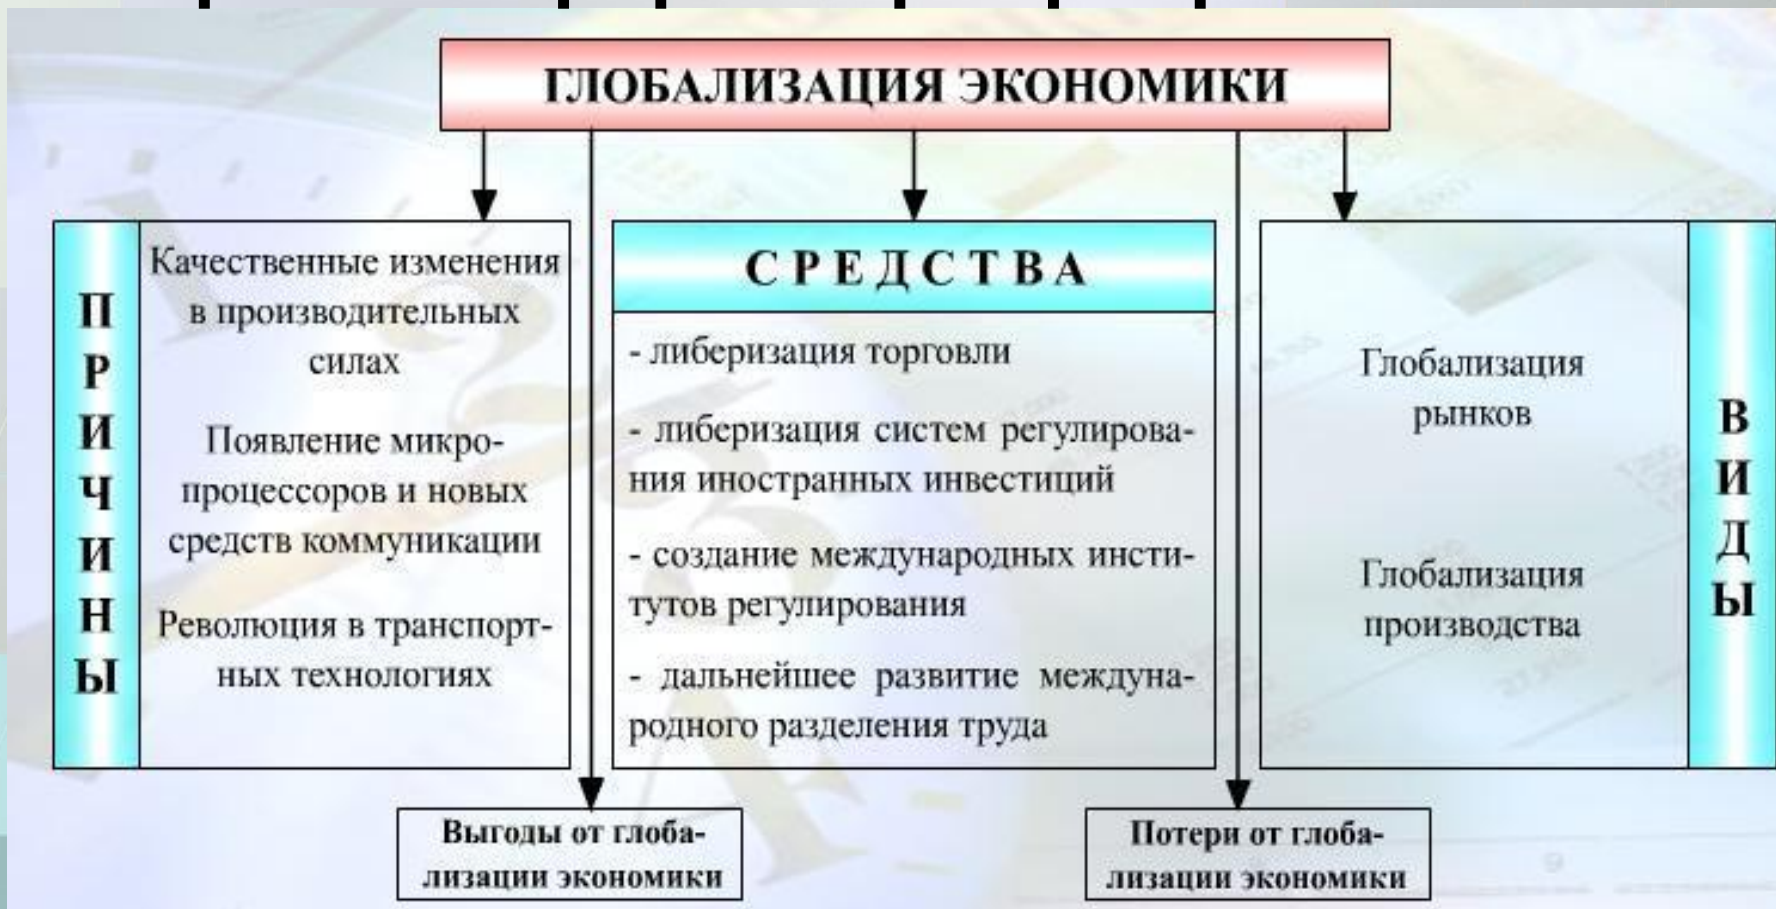 ГЛОБАЛИЗАЦИЯ ЭКОНОМИКИ
ПРИЧИНЫ
Качественные изменения
в производительных
силах
Появление микро-
процессоров и новых
средств коммуникации
Революция в транспорт-
ных технологиях
СРЕДСТВА
- либеризация торговли
- либеризация систем регулирова-
ния иностранных инвестиций
- создание международных инсти-
тутов регулирования
- дальнейшее развитие междуна-
родного разделения труда
Глобализация
рынков
Глобализация
производства
ВИДЫ
Выгоды от глоба-
лизации экономики
Потери от глоба-
лизации экономики